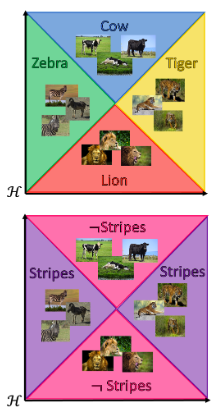 Cow
Zebra
Tiger
Lion
ℋ
¬Stripes
Stripes
Stripes
¬ Stripes
ℋ